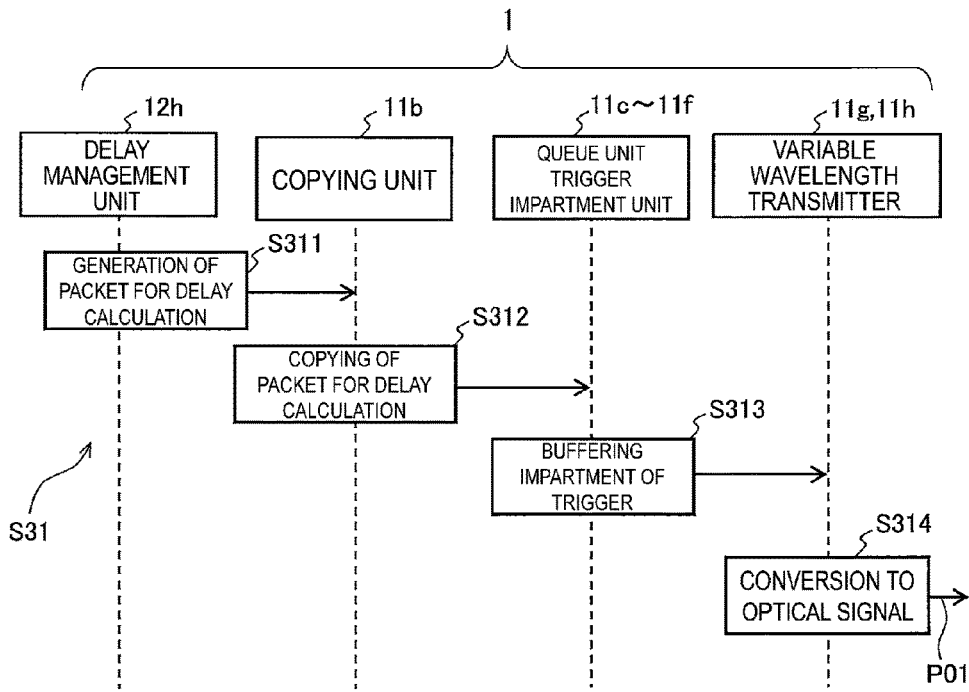 1
12h
11b
11c～11f
11g,11h
DELAY
MANAGEMENT
UNIT
COPYING UNIT
QUEUE UNIT
TRIGGER
IMPARTMENT UNIT
VARIABLE
WAVELENGTH
TRANSMITTER
S311
GENERATION OF
PACKET FOR DELAY
CALCULATION
S312
COPYING OF
PACKET FOR DELAY
CALCULATION
S313
BUFFERING
IMPARTMENT OF
TRIGGER
S31
S314
CONVERSION TO
OPTICAL SIGNAL
P01